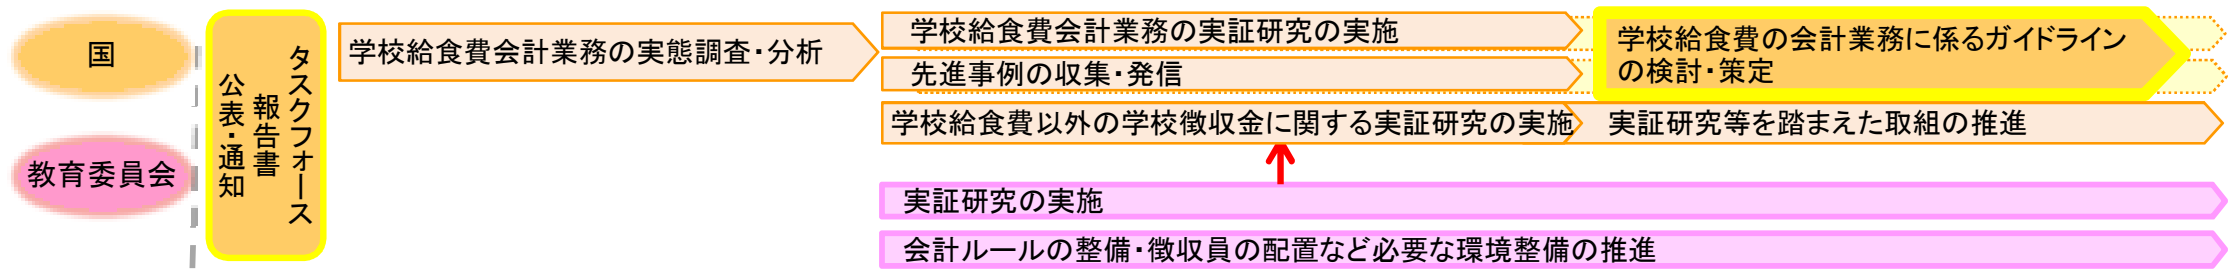 国
教育委員会
タスクフォース
報告書
公表・通知
学校給食費会計業務の実態調査・分析
学校給食費会計業務の実証研究の実施
先進事例の収集・発信
学校給食費の会計業務に係るガイドライン
の検討・策定
学校給食費以外の学校徴収金に関する実証研究の実施
実証研究等を踏まえた取組の推進
実証研究の実施
会計ルールの整備・徴収員の配置など必要な環境整備の推進